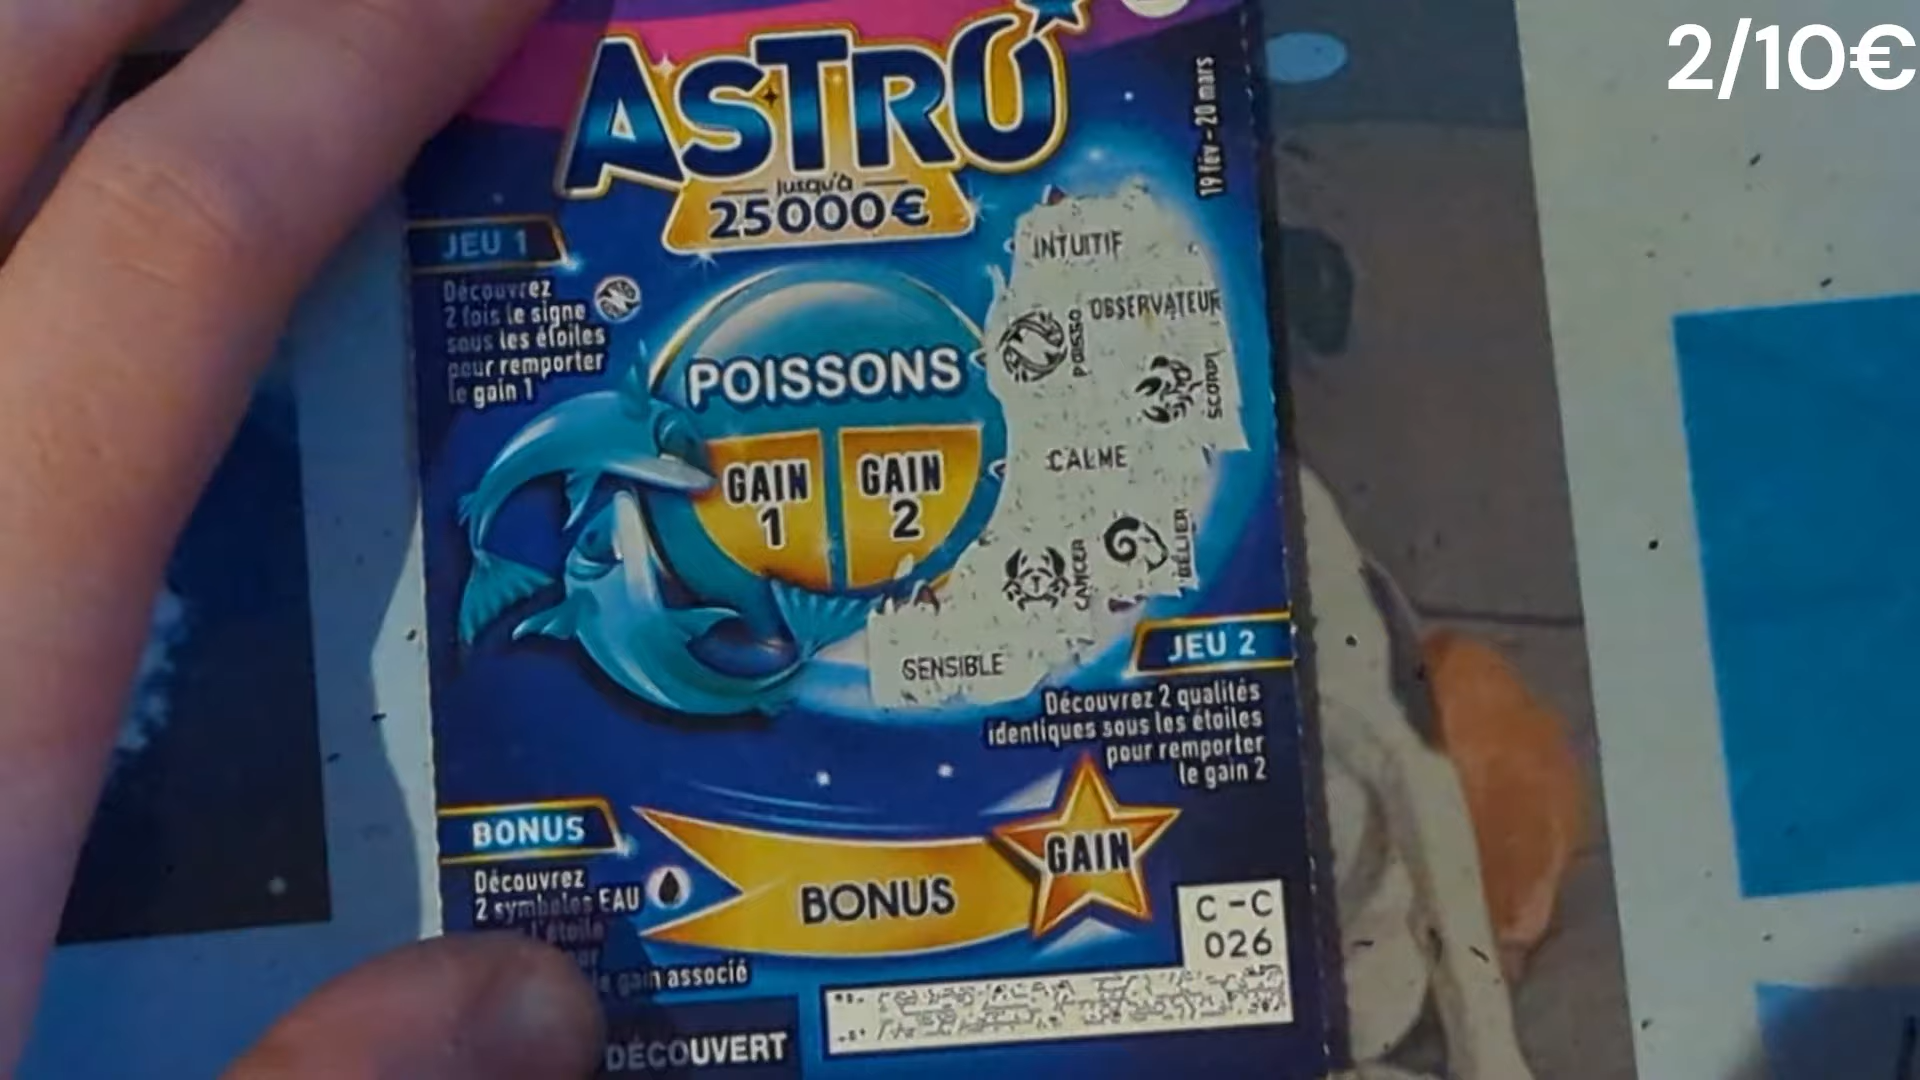 2/10€
ASTRO
jusqu'à
25000€
19 fév - 20 mars
JEU 1
Découvrez
2 fois le signe
sous les étoiles
pour remporter
le gain 1
POISSONS
GAIN
1
GAIN
2
INTUITIF
OBSERVATEUR
POISSO
SCORPI
CALME
CANCER
BÉLIER
SENSIBLE
JEU 2
Découvrez 2 qualités
identiques sous les étoiles
pour remporter
le gain 2
BONUS
Découvrez
2 symboles EAU
l'étoile
le gain associé
BONUS
GAIN
C-C
026
DÉCOUVERT